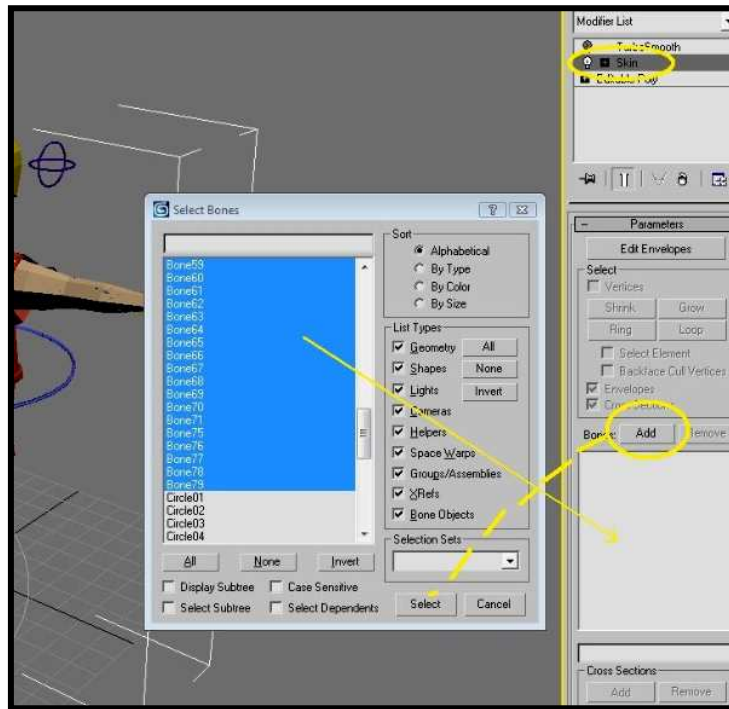 Modifier List
TurboSmooth
Skin
Editable Poly
Parameters
Edit Envelopes
Select
Vertices
Shrink Grow
Ring Loop
Select Element
Backface Cull Vertices
Envelopes
Cross Sections
Bones: Add Remove
Cross Sections
Add Remove
Select Bones
Bone59
Bone60
Bone61
Bone62
Bone63
Bone64
Bone65
Bone66
Bone67
Bone68
Bone69
Bone70
Bone71
Bone75
Bone76
Bone77
Bone78
Bone79
Circle01
Circle02
Circle03
Circle04
All None Invert
Display Subtree Case Sensitive
Select Subtree Select Dependents
Sort
Alphabetical
By Type
By Color
By Size
List Types
Geometry All
Shapes None
Lights Invert
Cameras
Helpers
Space Warps
Groups/Assemblies
XRefs
Bone Objects
Selection Sets
Select Cancel